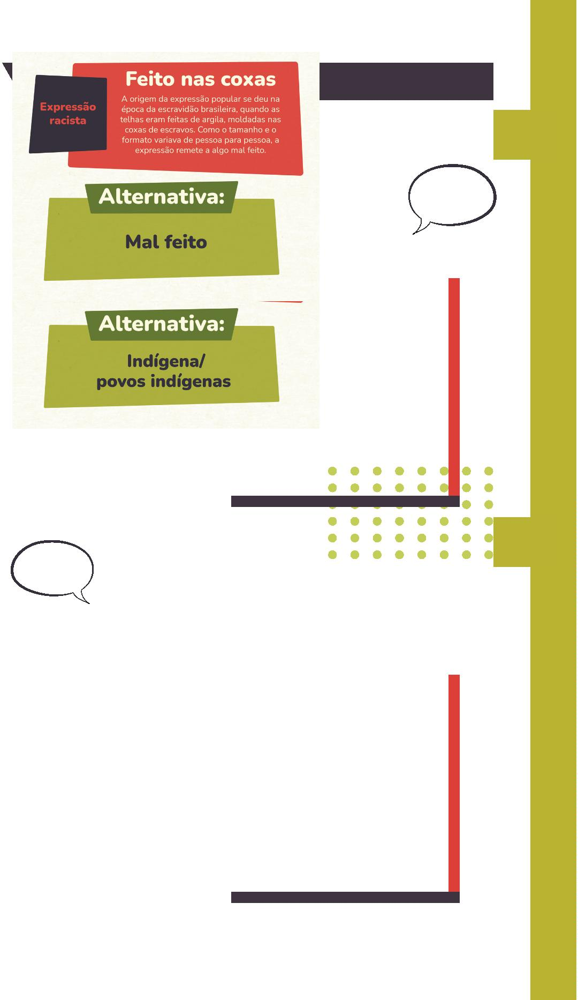 Feito nas coxas
Expressão
racista
A origem da expressão popular se deu na
época da escravidão brasileira, quando as
telhas eram feitas de argila, moldadas nas
coxas de escravos. Como o tamanho e o
formato variava de pessoa para pessoa, a
expressão remete a algo mal feito.
Alternativa:
Mal feito
Alternativa:
Indígena/
povos indígenas